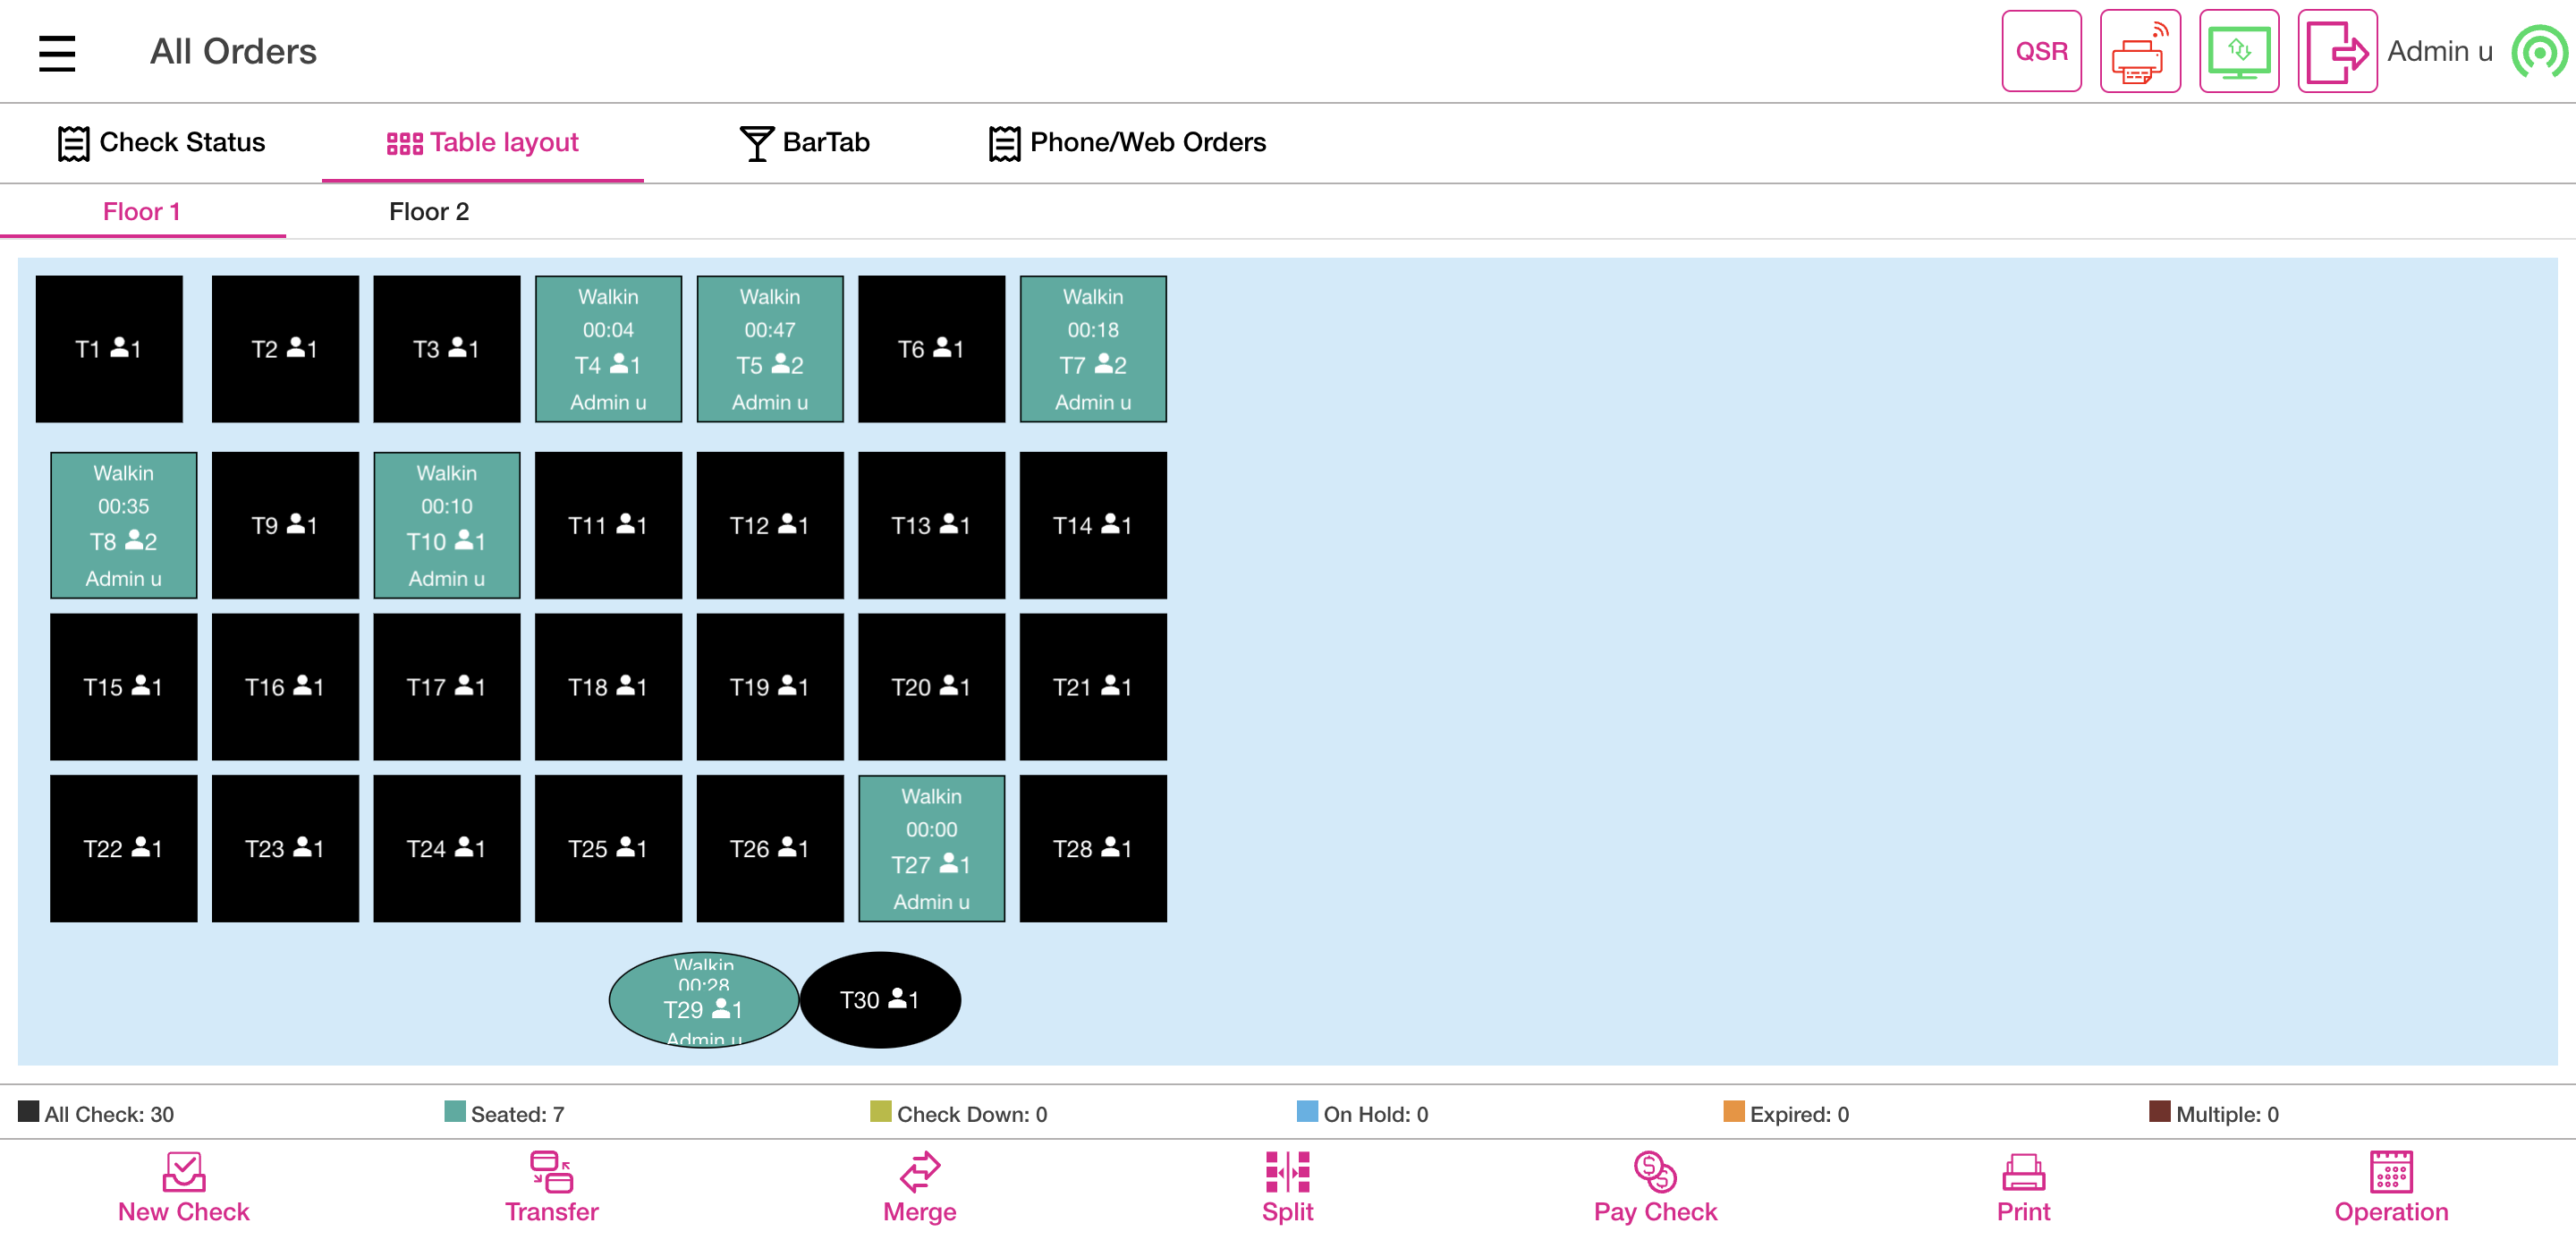 All Orders
QSR
Admin u
Check Status
Table layout
BarTab
Phone/Web Orders
Floor 1
Floor 2
T1 1
T2 1
T3 1
Walkin
00:04
T4 1
Admin u
Walkin
00:47
T5 2
Admin u
T6 1
Walkin
00:18
T7 2
Admin u
Walkin
00:35
T8 2
Admin u
T9 1
Walkin
00:10
T10 1
Admin u
T11 1
T12 1
T13 1
T14 1
T15 1
T16 1
T17 1
T18 1
T19 1
T20 1
T21 1
T22 1
T23 1
T24 1
T25 1
T26 1
Walkin
00:00
T27 1
Admin u
T28 1
Walkin
00:28
T29 1
Admin u
T30 1
All Check: 30
Seated: 7
Check Down: 0
On Hold: 0
Expired: 0
Multiple: 0
New Check
Transfer
Merge
Split
Pay Check
Print
Operation